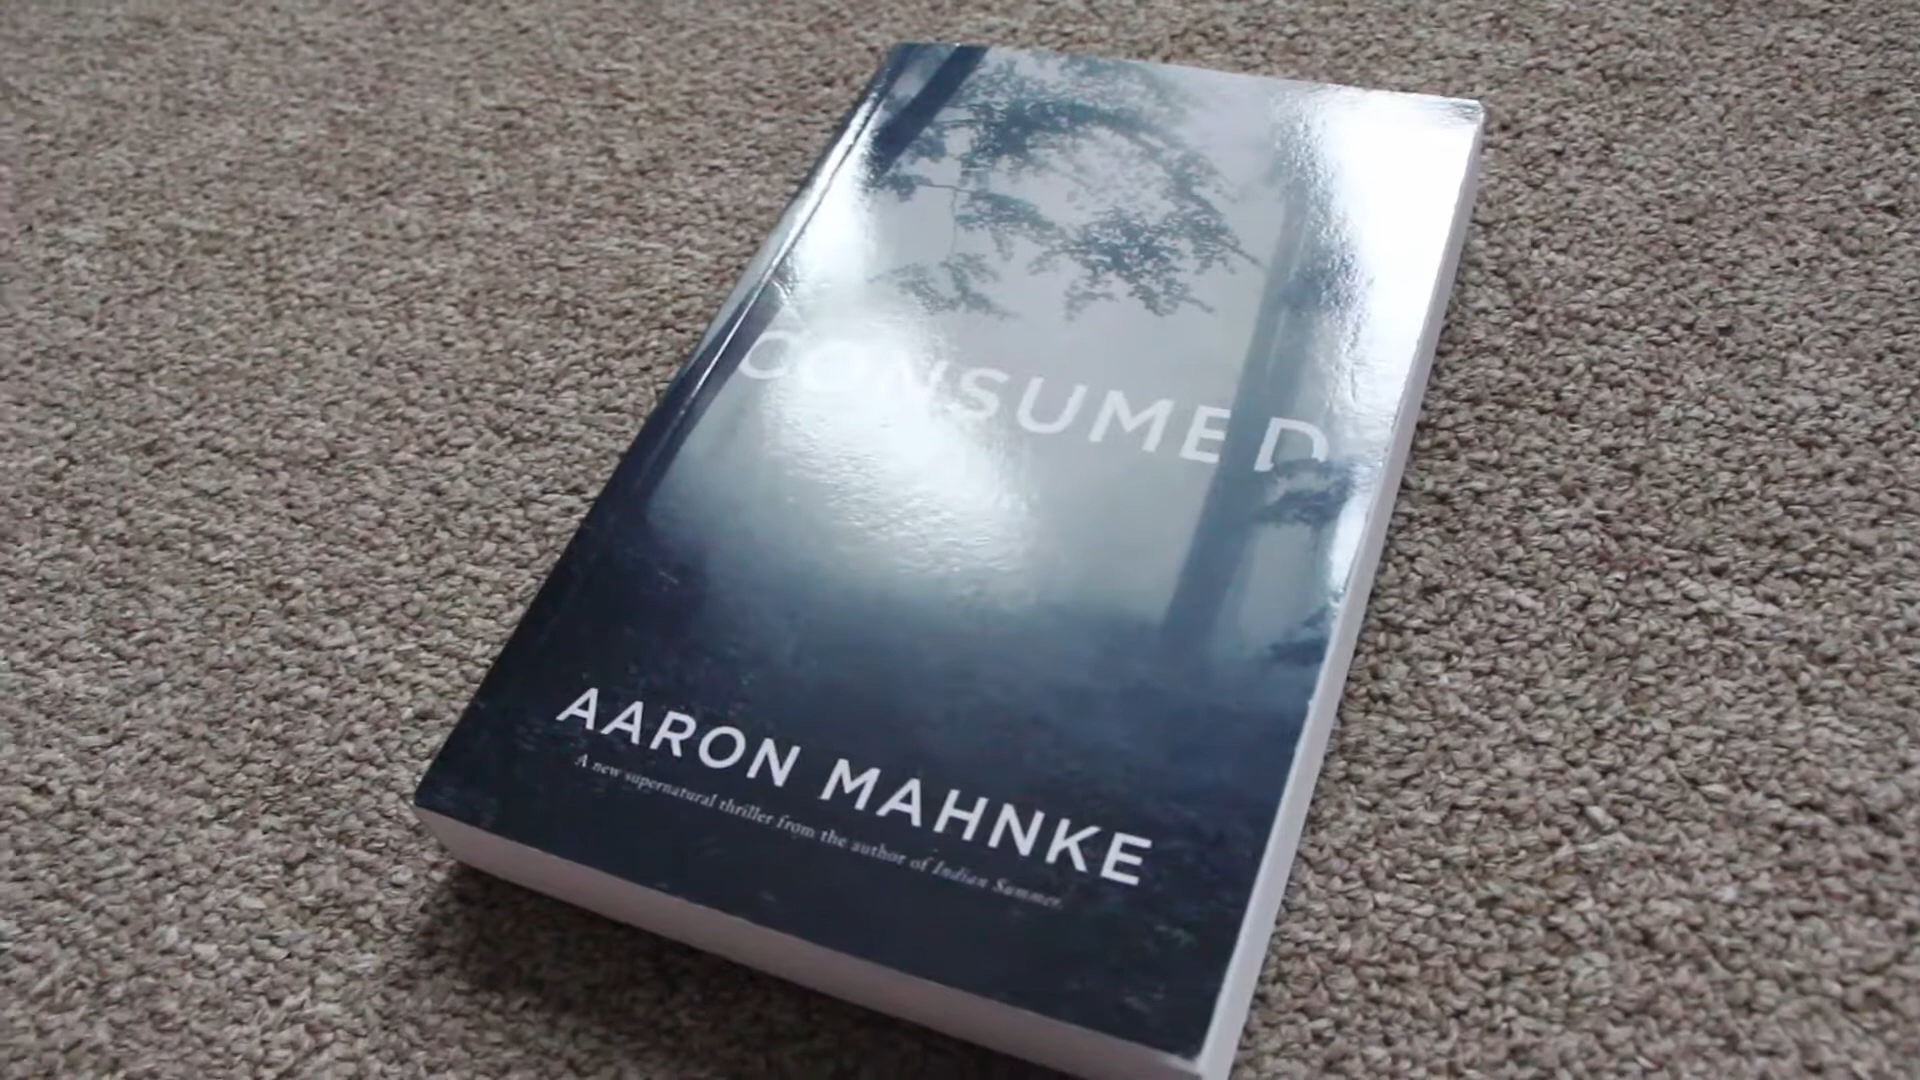 CONSUMED
AARON MAHNKE
A new supernatural thriller from the author of Indian Summer.